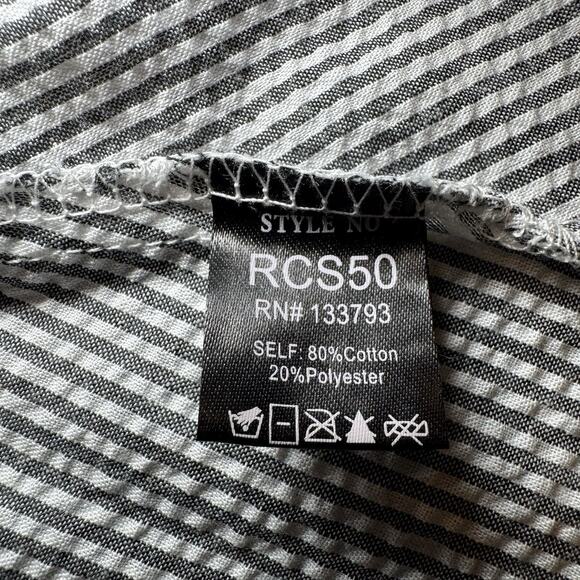 STYLE NO
RCS50
RN# 133793
SELF: 80%Cotton
20%Polyester